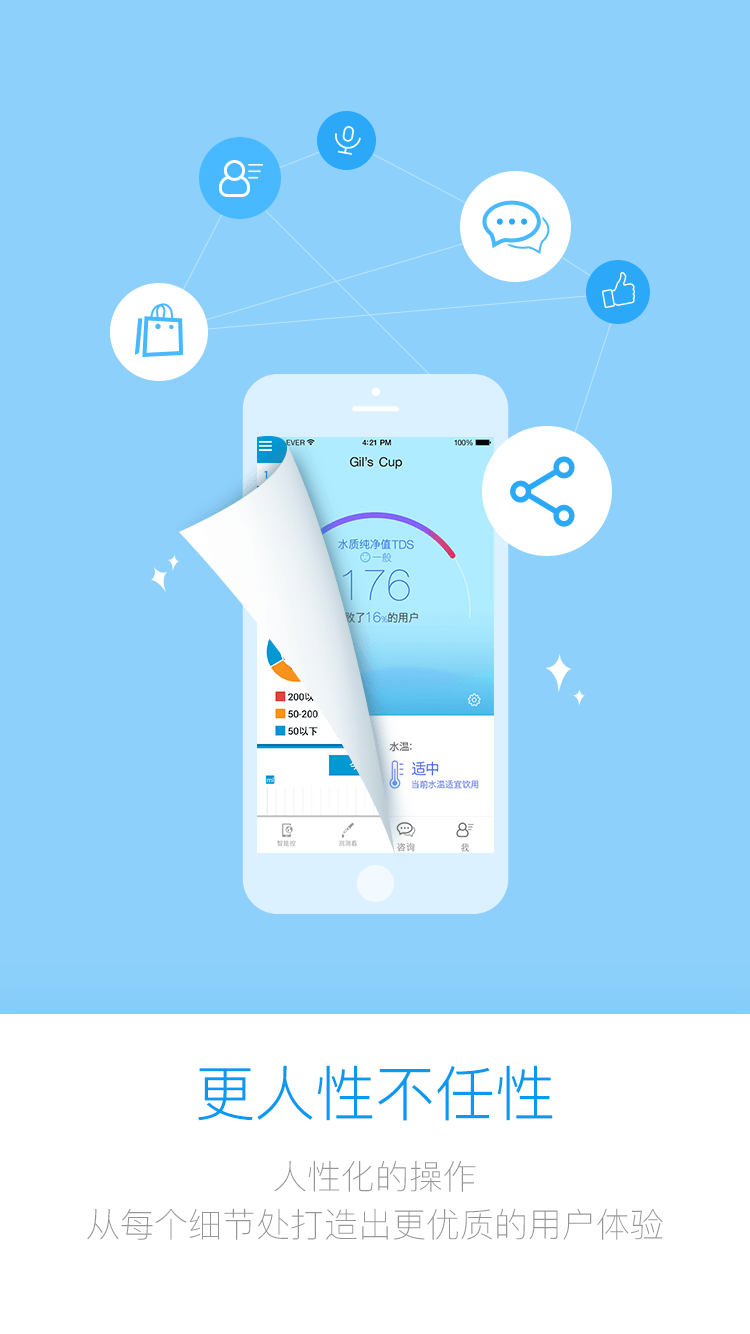 EVER 4:21 PM 100%
Gil's Cup
1
水质纯净值TDS
一般
176
败了16%的用户
200以
50-200
50以下
水温:
适中
当前水温适宜饮用
ml
智能控 测测看 咨询 我
更人性不任性
人性化的操作
从每个细节处打造出更优质的用户体验